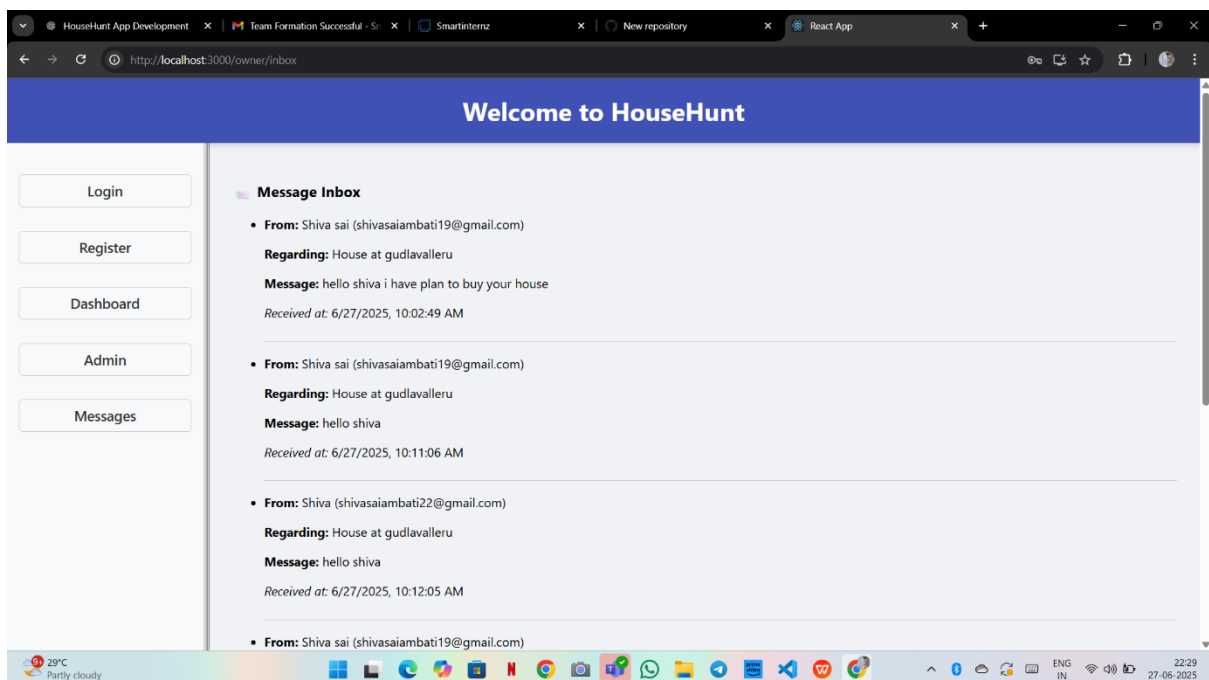 HouseHunt App Development
Team Formation Successful - Sm
Smartinternz
New repository
React App
http://localhost:3000/owner/inbox
Welcome to HouseHunt
Login
Register
Dashboard
Admin
Messages
Message Inbox
From: Shiva sai (shivasaiambati19@gmail.com)
Regarding: House at gudlavalleru
Message: hello shiva i have plan to buy your house
Received at: 6/27/2025, 10:02:49 AM
From: Shiva sai (shivasaiambati19@gmail.com)
Regarding: House at gudlavalleru
Message: hello shiva
Received at: 6/27/2025, 10:11:06 AM
From: Shiva (shivasaiambati22@gmail.com)
Regarding: House at gudlavalleru
Message: hello shiva
Received at: 6/27/2025, 10:12:05 AM
From: Shiva sai (shivasaiambati19@gmail.com)
9+
29°C
Partly cloudy
ENG
IN
22:29
27-06-2025